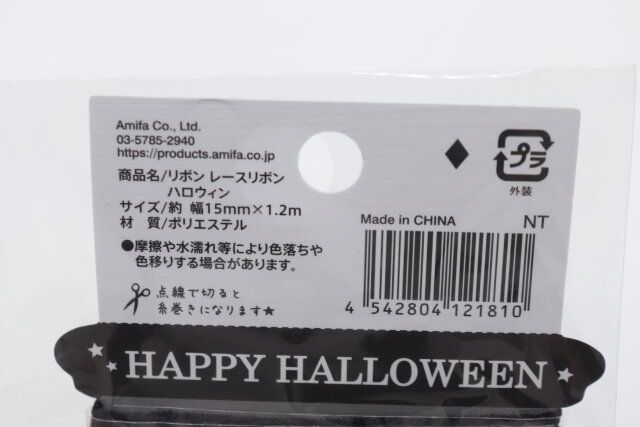 Amifa Co., Ltd.
03-5785-2940
https://products.amifa.co.jp
商品名/リボン レースリボン
ハロウィン
サイズ/約 幅15mm×1.2m
材 質/ポリエステル
●摩擦や水濡れ等により色落ちや
色移りする場合があります。
点線で切ると
糸巻きになります★
プラ
外装
Made in CHINA
NT
4 542804 121810
HAPPY HALLOWEEN